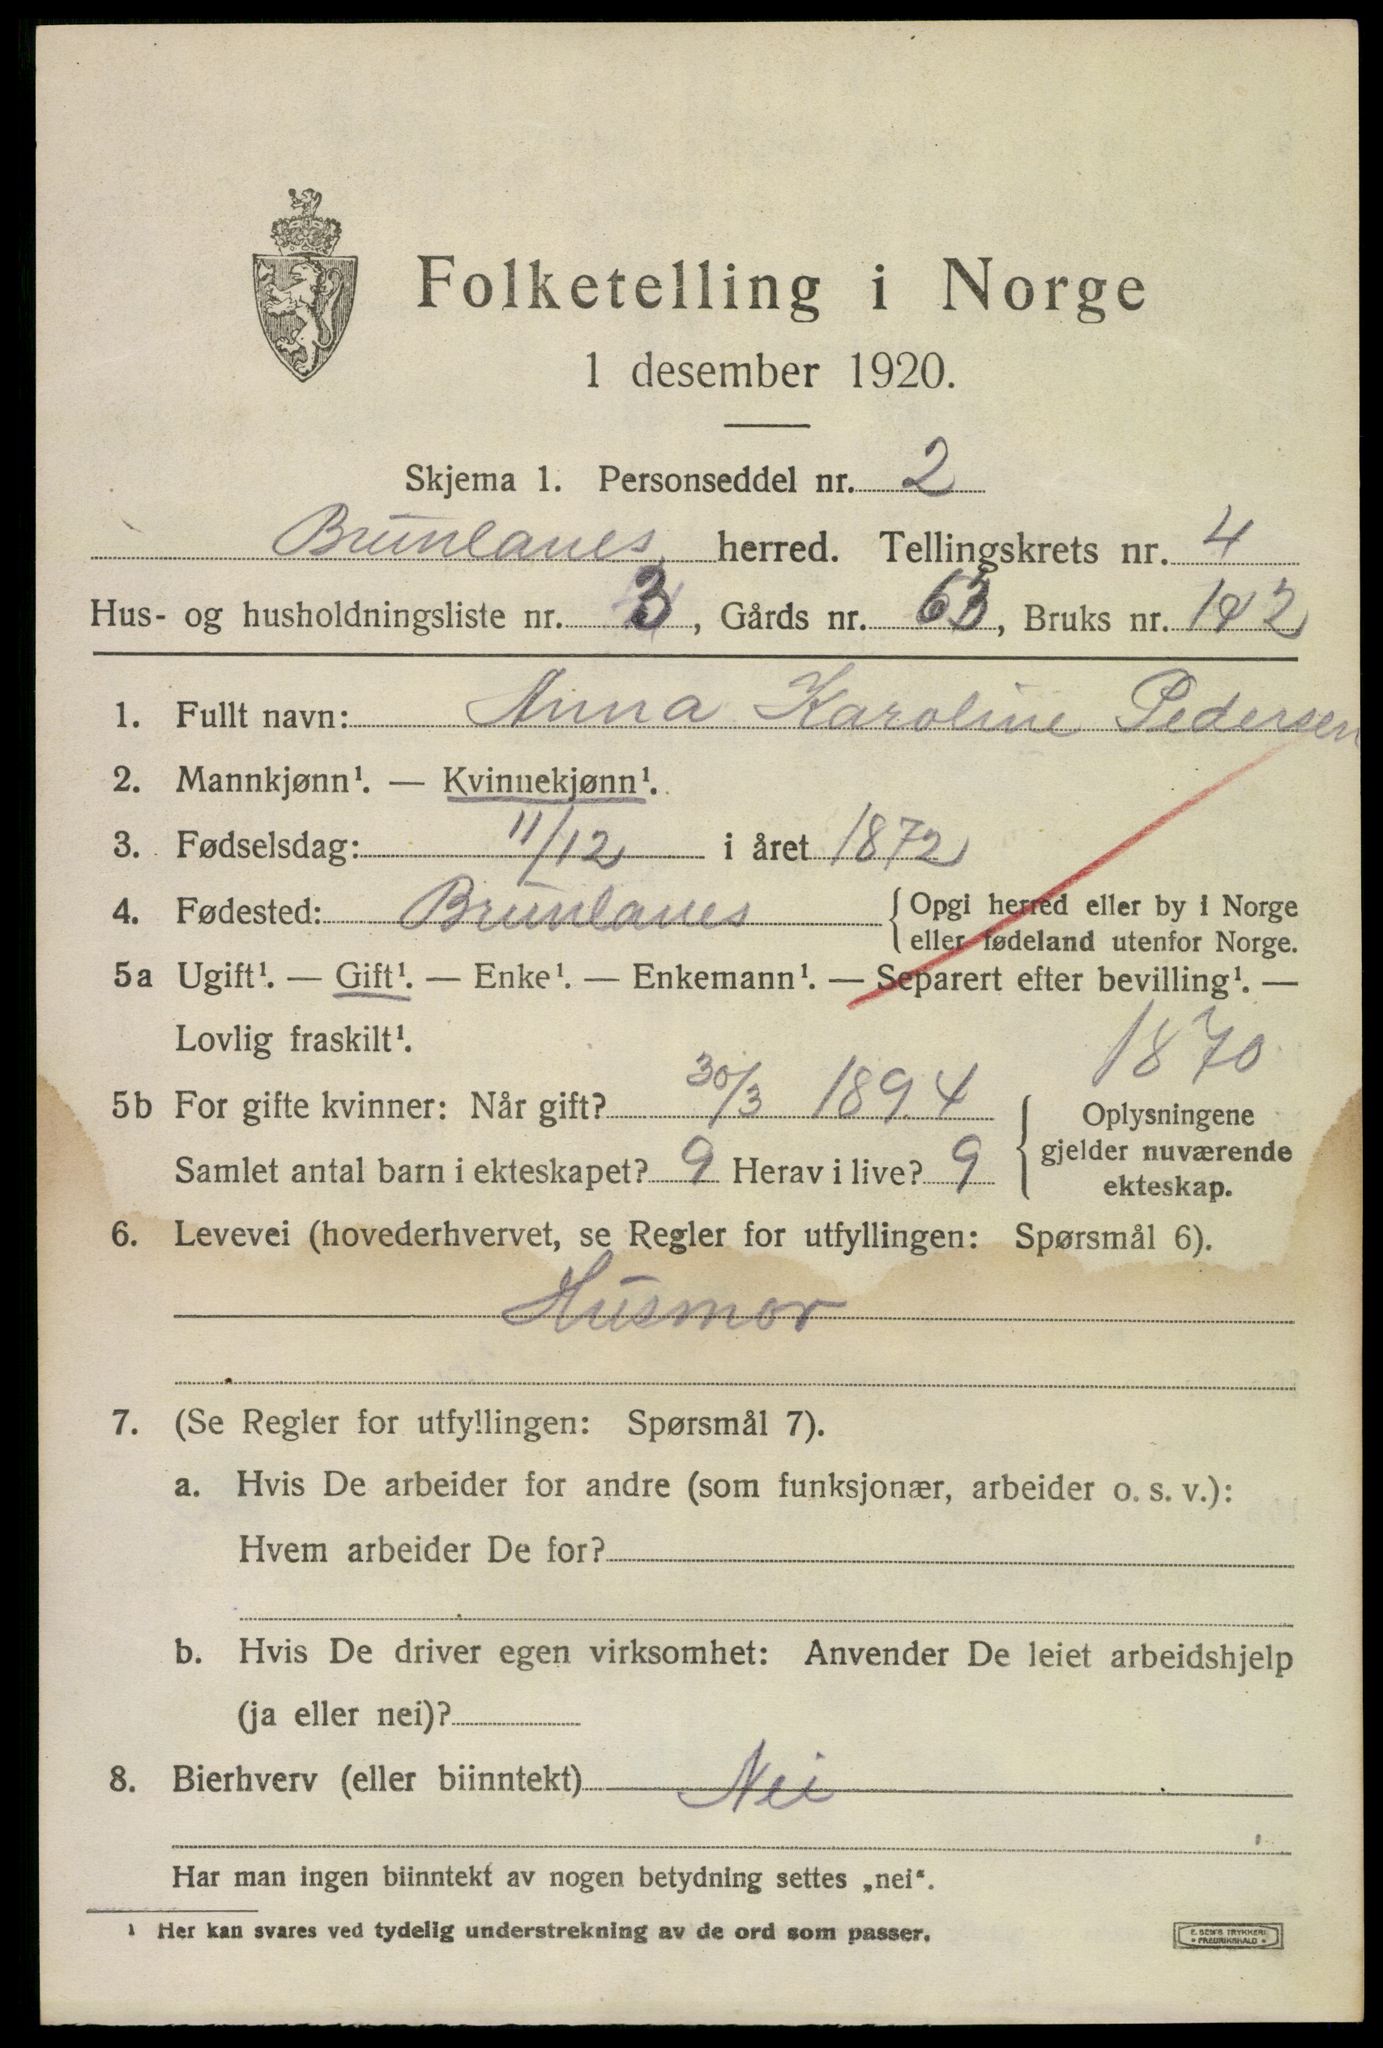 Folketelling i Norge
1 desember 1920.
Skjema 1. Personseddel nr. 2
Brunlanes herred. Tellingskrets nr. 4
Hus- og husholdningsliste nr. 3, Gårds nr. 63, Bruks nr. 1&2
1. Fullt navn: Anna Karoline Pedersen
2. Mannkjønn¹. — Kvinnekjønn¹.
3. Fødselsdag: 11/12 i året 1872
4. Fødested: Brunlanes { Opgi herred eller by i Norge
eller fødeland utenfor Norge.
5a Ugift¹. — Gift¹. — Enke¹. — Enkemann¹. — Separert efter bevilling¹. —
Lovlig fraskilt¹.
1870
5b For gifte kvinner: Når gift? 30/3 1894 { Oplysningene
gjelder nuværende
ekteskap.
Samlet antal barn i ekteskapet? 9 Herav i live? 9
6. Levevei (hovederhvervet, se Regler for utfyllingen: Spørsmål 6).
Husmor
7. (Se Regler for utfyllingen: Spørsmål 7).
a. Hvis De arbeider for andre (som funksjonær, arbeider o. s. v.):
Hvem arbeider De for?
b. Hvis De driver egen virksomhet: Anvender De leiet arbeidshjelp
(ja eller nei)?
8. Bierhverv (eller biinntekt) Nei
Har man ingen biinntekt av nogen betydning settes „nei“.
¹ Her kan svares ved tydelig understrekning av de ord som passer.
E. SEM'S TRYKKERI
• FREDRIKSHALD •